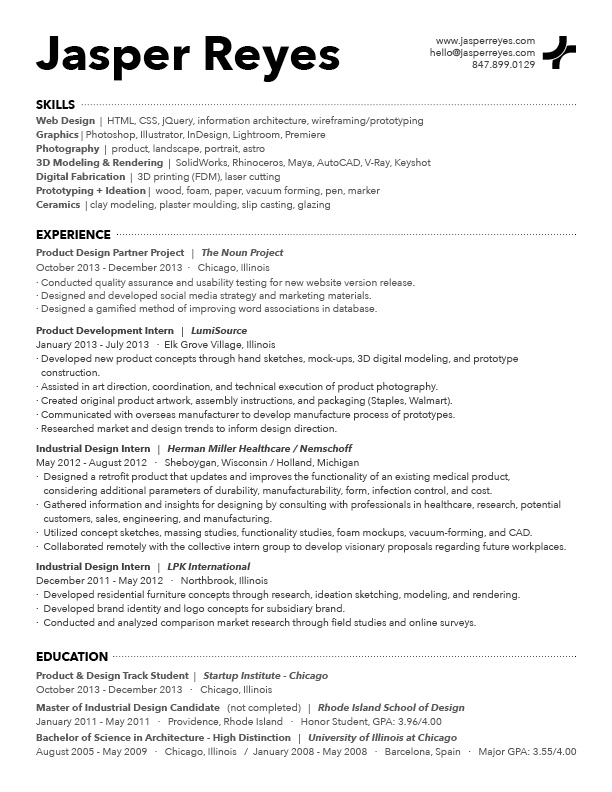 Jasper Reyes
www.jasperreyes.com
hello@jasperreyes.com
847.899.0129
SKILLS
Web Design | HTML, CSS, jQuery, information architecture, wireframing/prototyping
Graphics | Photoshop, Illustrator, InDesign, Lightroom, Premiere
Photography | product, landscape, portrait, astro
3D Modeling & Rendering | SolidWorks, Rhinoceros, Maya, AutoCAD, V-Ray, Keyshot
Digital Fabrication | 3D printing (FDM), laser cutting
Prototyping + Ideation | wood, foam, paper, vacuum forming, pen, marker
Ceramics | clay modeling, plaster moulding, slip casting, glazing
EXPERIENCE
Product Design Partner Project | The Noun Project
October 2013 - December 2013 · Chicago, Illinois
· Conducted quality assurance and usability testing for new website version release.
· Designed and developed social media strategy and marketing materials.
· Designed a gamified method of improving word associations in database.
Product Development Intern | LumiSource
January 2013 - July 2013 · Elk Grove Village, Illinois
· Developed new product concepts through hand sketches, mock-ups, 3D digital modeling, and prototype
construction.
· Assisted in art direction, coordination, and technical execution of product photography.
· Created original product artwork, assembly instructions, and packaging (Staples, Walmart).
· Communicated with overseas manufacturer to develop manufacture process of prototypes.
· Researched market and design trends to inform design direction.
Industrial Design Intern | Herman Miller Healthcare / Nemschoff
May 2012 - August 2012 · Sheboygan, Wisconsin / Holland, Michigan
· Designed a retrofit product that updates and improves the functionality of an existing medical product,
considering additional parameters of durability, manufacturability, form, infection control, and cost.
· Gathered information and insights for designing by consulting with professionals in healthcare, research, potential
customers, sales, engineering, and manufacturing.
· Utilized concept sketches, massing studies, functionality studies, foam mockups, vacuum-forming, and CAD.
· Collaborated remotely with the collective intern group to develop visionary proposals regarding future workplaces.
Industrial Design Intern | LPK International
December 2011 - May 2012 · Northbrook, Illinois
· Developed residential furniture concepts through research, ideation sketching, modeling, and rendering.
· Developed brand identity and logo concepts for subsidiary brand.
· Conducted and analyzed comparison market research through field studies and online surveys.
EDUCATION
Product & Design Track Student | Startup Institute - Chicago
October 2013 - December 2013 · Chicago, Illinois
Master of Industrial Design Candidate (not completed) | Rhode Island School of Design
January 2011 - May 2011 · Providence, Rhode Island · Honor Student, GPA: 3.96/4.00
Bachelor of Science in Architecture - High Distinction | University of Illinois at Chicago
August 2005 - May 2009 · Chicago, Illinois / January 2008 - May 2008 · Barcelona, Spain · Major GPA: 3.55/4.00